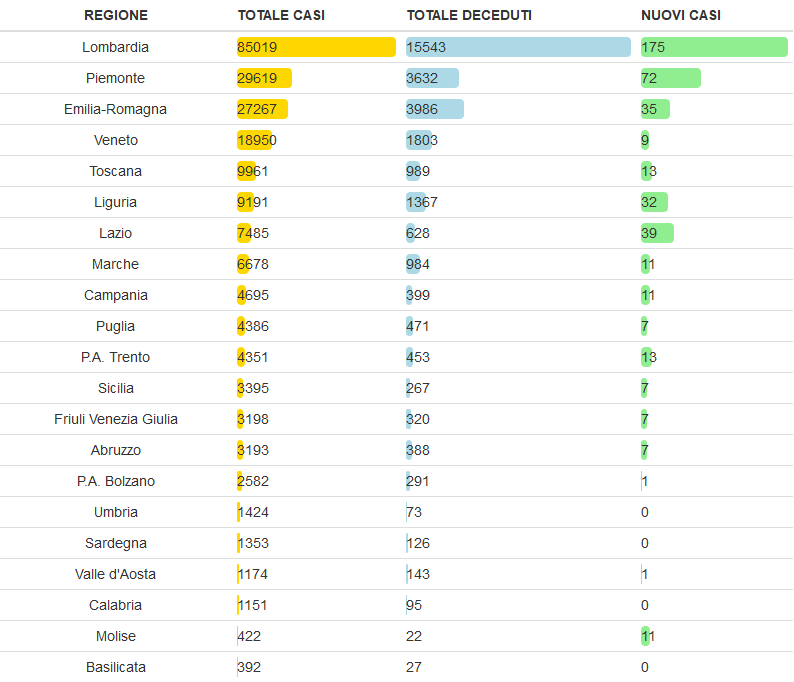 REGIONE TOTALE CASI TOTALE DECEDUTI NUOVI CASI
Lombardia 85019 15543 175
Piemonte 29619 3632 72
Emilia-Romagna 27267 3986 35
Veneto 18950 1803 9
Toscana 9961 989 13
Liguria 9191 1367 32
Lazio 7485 628 39
Marche 6678 984 11
Campania 4695 399 11
Puglia 4386 471 7
P.A. Trento 4351 453 13
Sicilia 3395 267 7
Friuli Venezia Giulia 3198 320 7
Abruzzo 3193 388 7
P.A. Bolzano 2582 291 1
Umbria 1424 73 0
Sardegna 1353 126 0
Valle d'Aosta 1174 143 1
Calabria 1151 95 0
Molise 422 22 11
Basilicata 392 27 0